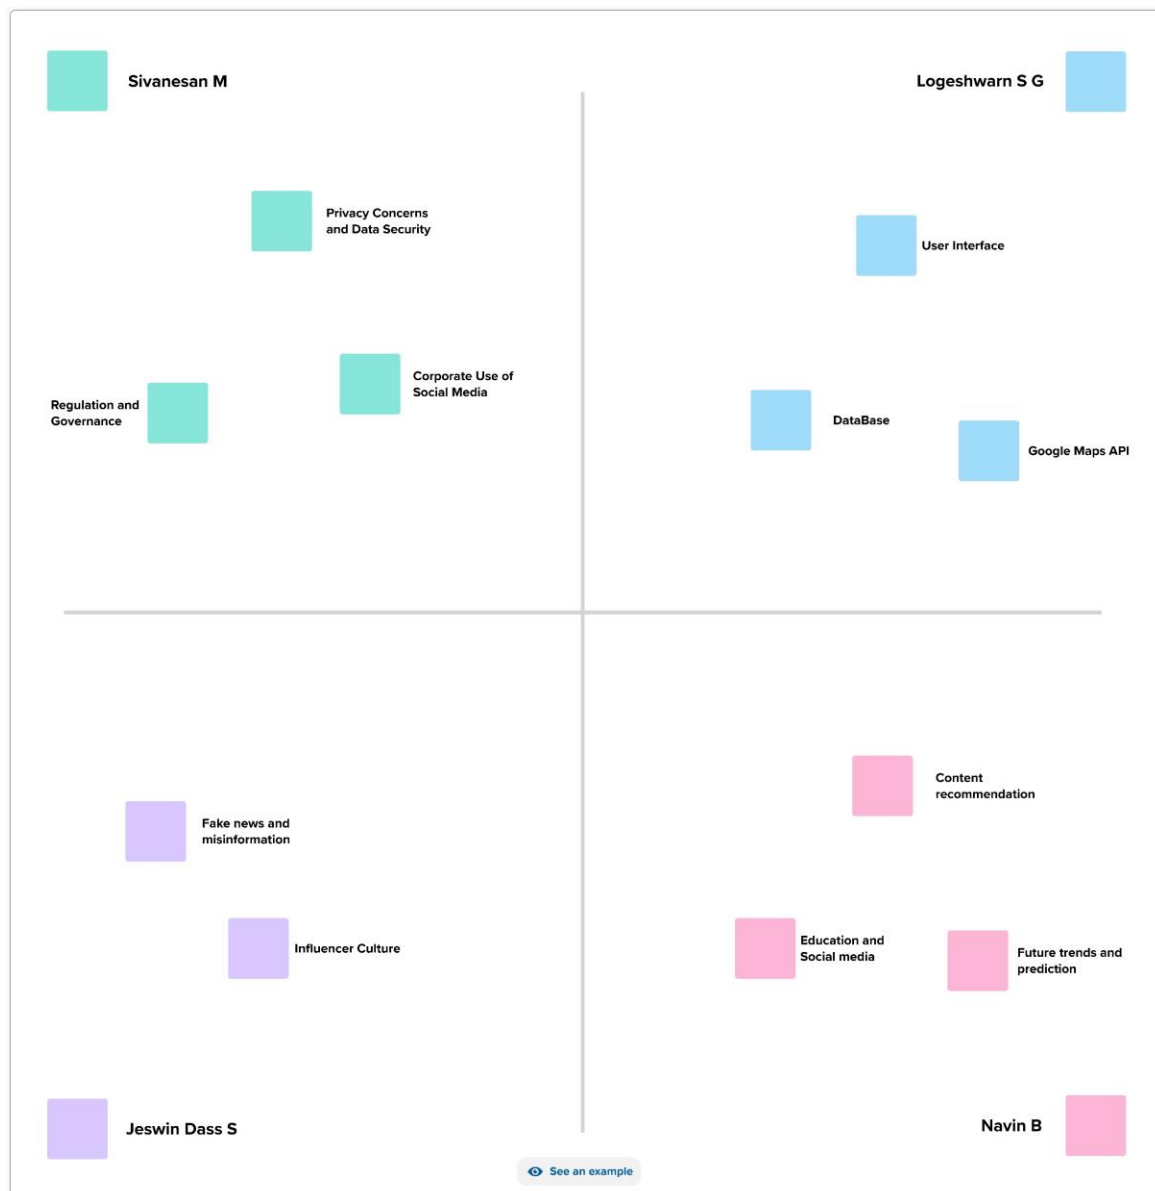 Sivanesan M
Logeshwarn S G
Privacy Concerns
and Data Security
User Interface
Corporate Use of
Social Media
Regulation and
Governance
DataBase
Google Maps API
Content
recommendation
Fake news and
misinformation
Influencer Culture
Education and
Social media
Future trends and
prediction
Jeswin Dass S
Navin B
See an example